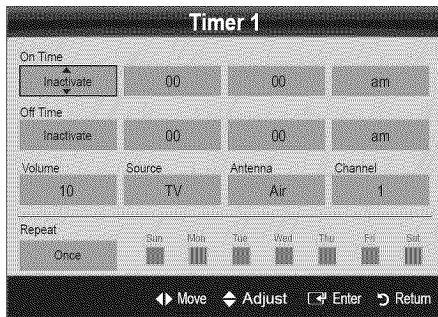 Timer 1
On Time
Inactivate 00 00 am
Off Time
Inactivate 00 00 am
Volume Source Antenna Channel
10 TV Air 1
Repeat
Sun Mon Tue Wed Thu Fri Sat
Once
Move Adjust Enter Return